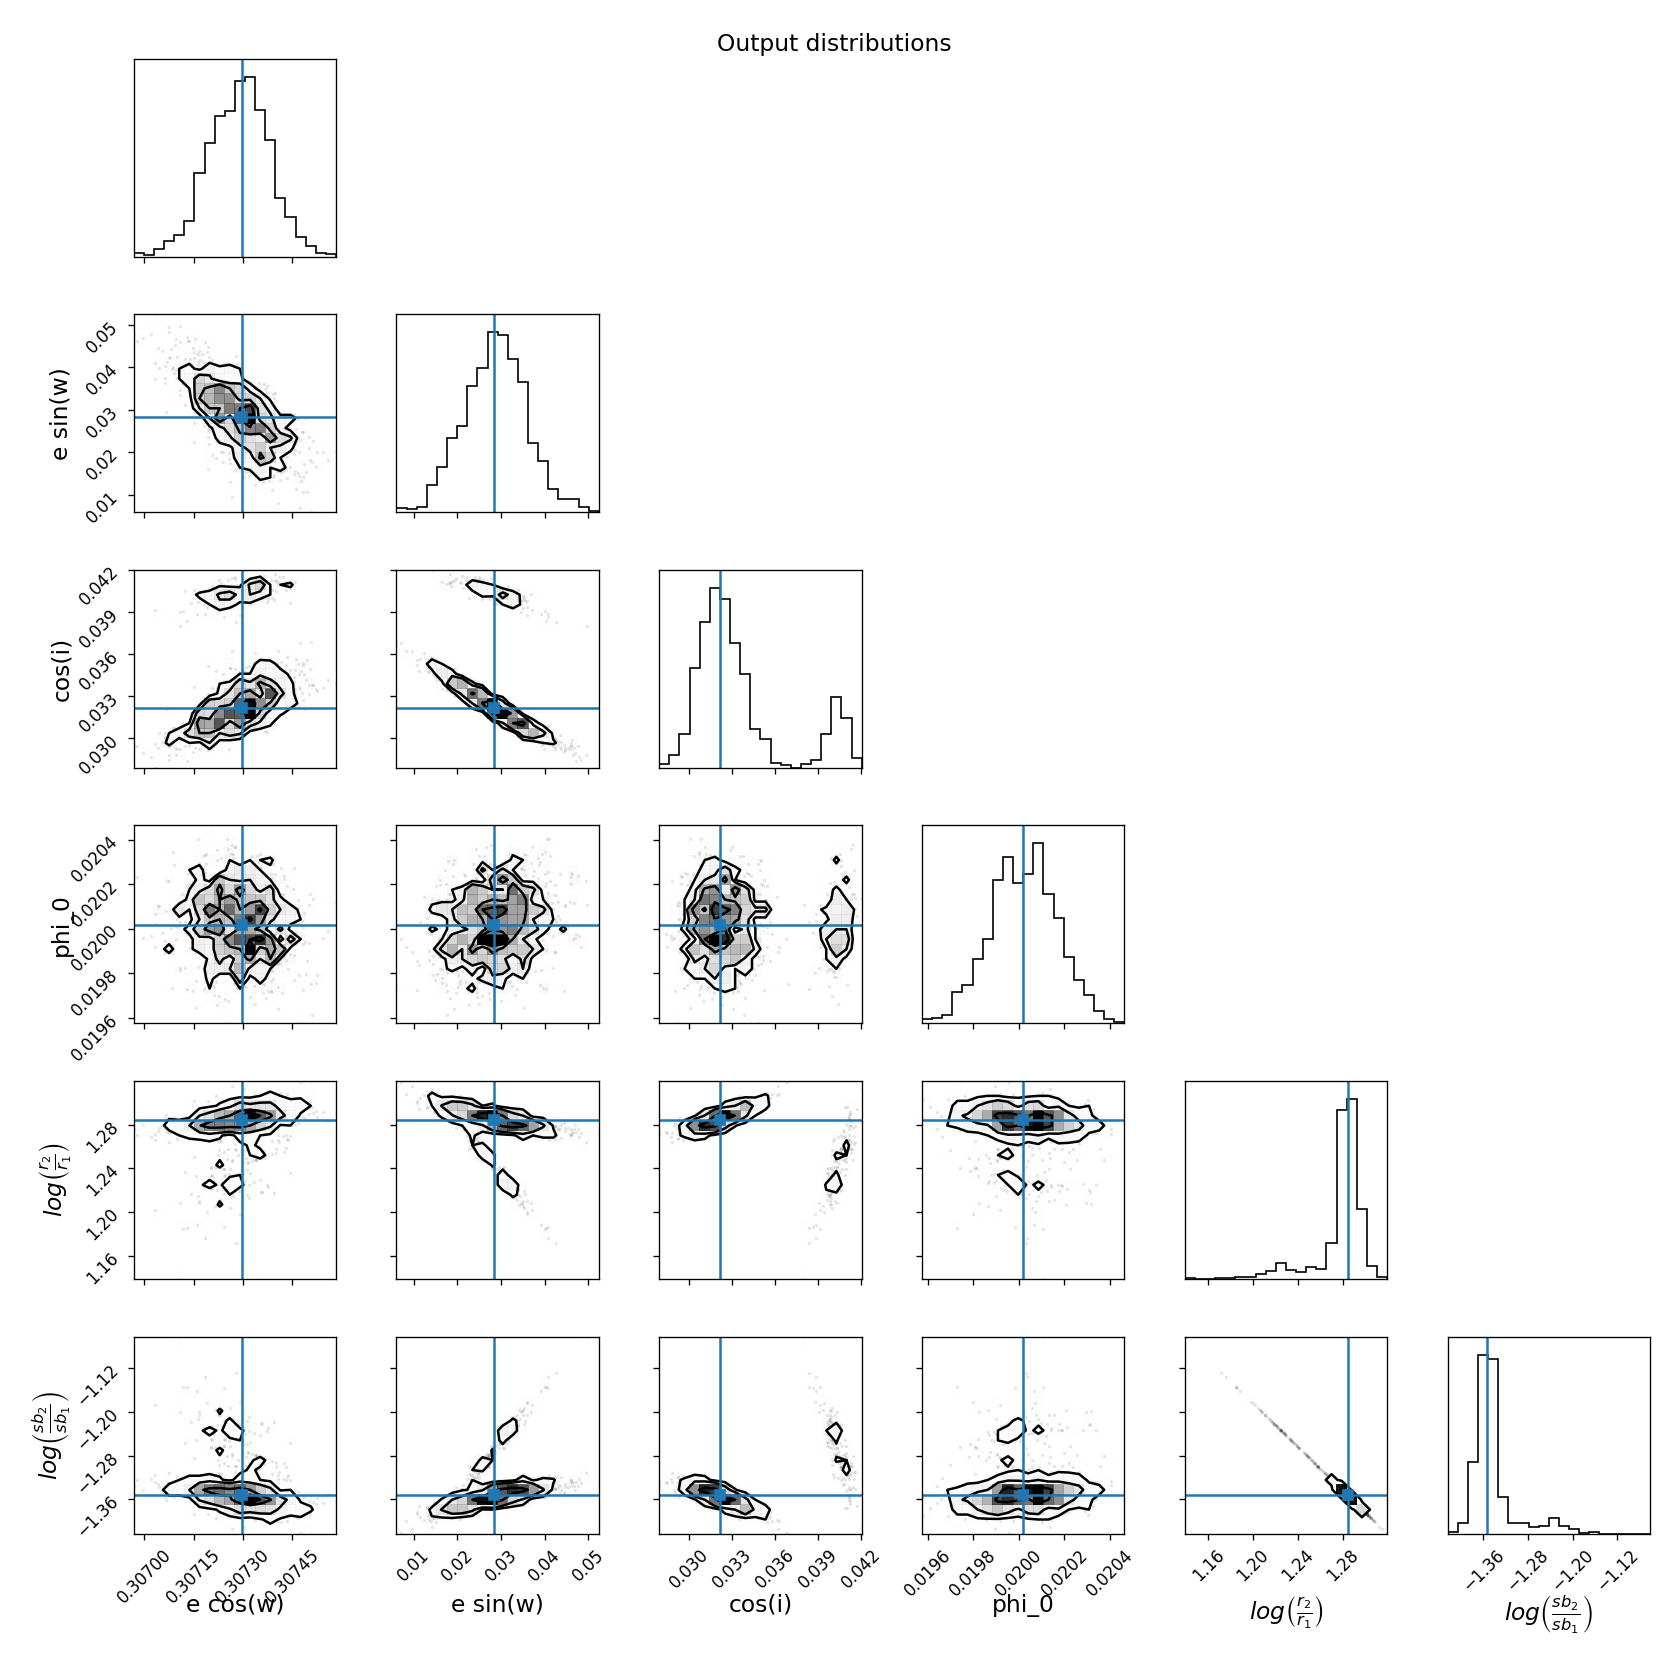 Output distributions
0.05
0.04
0.03
0.02
0.01
e sin(w)
0.042
0.039
0.036
0.033
0.030
cos(i)
0.0204
0.0202
0.0200
0.0198
0.0196
phi_0
1.28
1.24
1.20
1.16
log(r2/r1)
−1.12
−1.20
−1.28
−1.36
log(sb2/sb1)
0.30700 0.30715 0.30730 0.30745 0.01 0.02 0.03 0.04 0.05 0.030 0.033 0.036 0.039 0.042 0.0196 0.0198 0.0200 0.0202 0.0204 1.16 1.20 1.24 1.28 −1.36 −1.28 −1.20 −1.12
e cos(w) e sin(w) cos(i) phi_0 log(r2/r1) log(sb2/sb1)